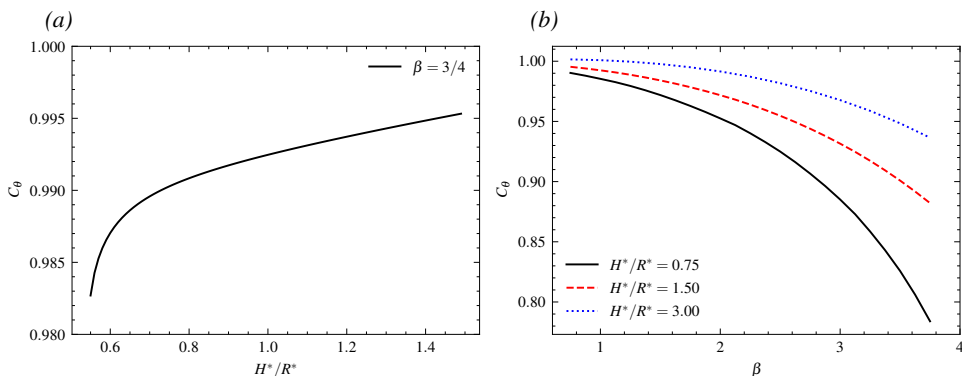 (a)
1.000
0.995
0.990
0.985
0.980
C_θ
β = 3/4
0.6 0.8 1.0 1.2 1.4
H*/R*
(b)
1.00
0.95
0.90
0.85
0.80
C_θ
H*/R* = 0.75
H*/R* = 1.50
H*/R* = 3.00
1 2 3 4
β